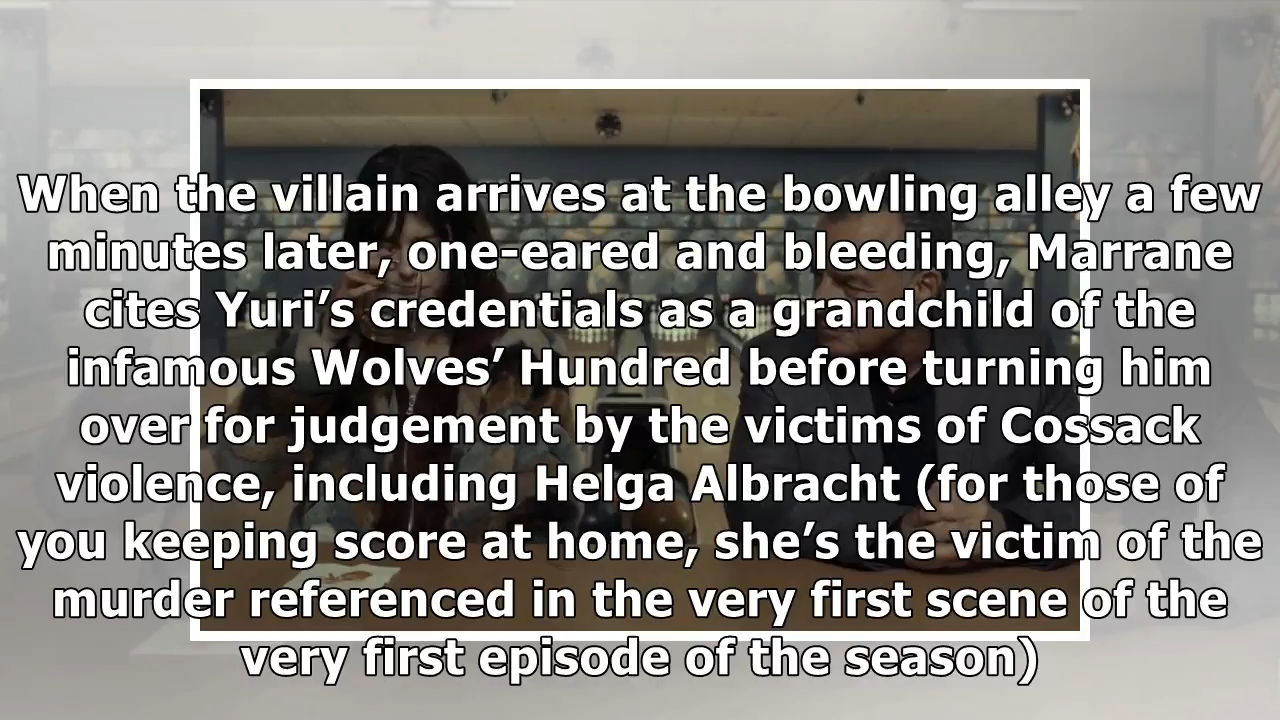 When the villain arrives at the bowling alley a few
minutes later, one-eared and bleeding, Marrane
cites Yuri’s credentials as a grandchild of the
infamous Wolves’ Hundred before turning him
over for judgement by the victims of Cossack
violence, including Helga Albracht (for those of
you keeping score at home, she’s the victim of the
murder referenced in the very first scene of the
very first episode of the season)